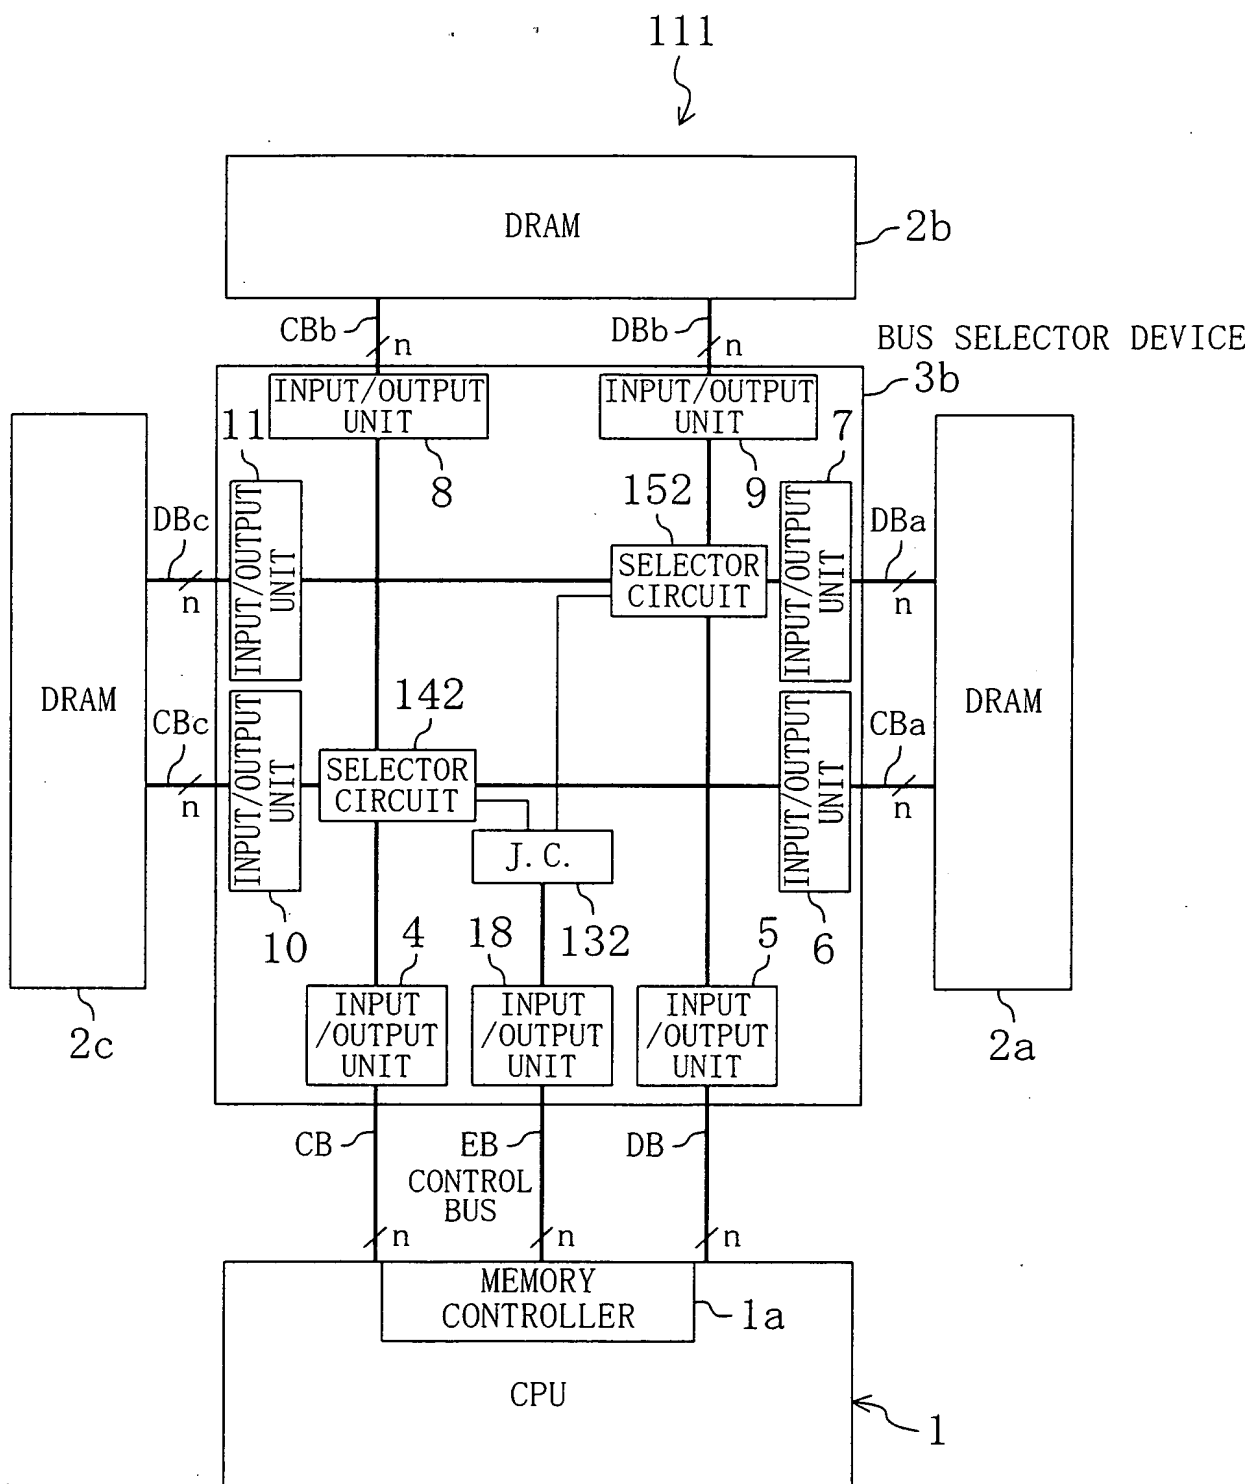 111
DRAM
2b
CBb
n
DBb
n
BUS SELECTOR DEVICE
3b
INPUT/OUTPUT
UNIT
8
INPUT/OUTPUT
UNIT
9
11
INPUT/OUTPUT
UNIT
7
INPUT/OUTPUT
UNIT
152
SELECTOR
CIRCUIT
DBc
n
DBa
n
DRAM
2c
DRAM
2a
CBc
n
CBa
n
142
SELECTOR
CIRCUIT
INPUT/OUTPUT
UNIT
10
INPUT/OUTPUT
UNIT
6
J.C.
132
4
INPUT
/OUTPUT
UNIT
18
INPUT
/OUTPUT
UNIT
5
INPUT
/OUTPUT
UNIT
CB
n
EB
CONTROL
BUS
n
DB
n
MEMORY
CONTROLLER
1a
CPU
1